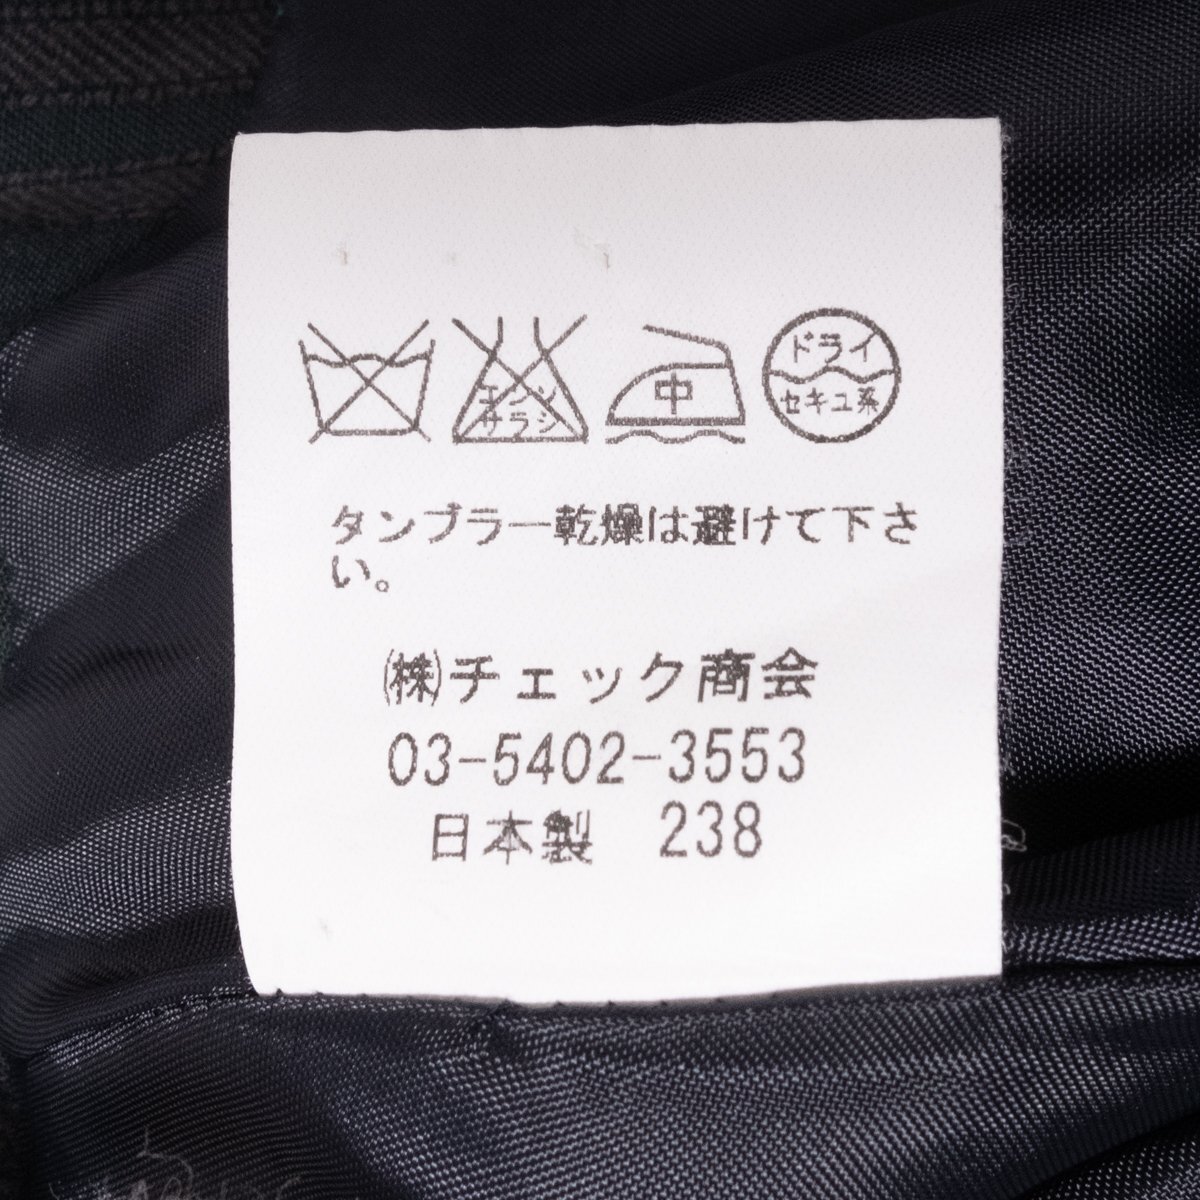 エンソ
サラシ
中
ドライ
セキユ系
タンブラー乾燥は避けて下さ
い。
㈱チェック商会
03-5402-3553
日本製　238